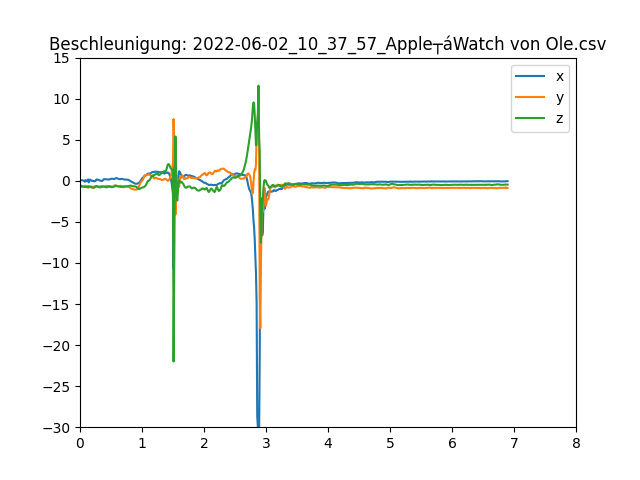 Beschleunigung: 2022-06-02_10_37_57_Apple┬áWatch von Ole.csv
15
10
5
0
−5
−10
−15
−20
−25
−30
x
y
z
0 1 2 3 4 5 6 7 8